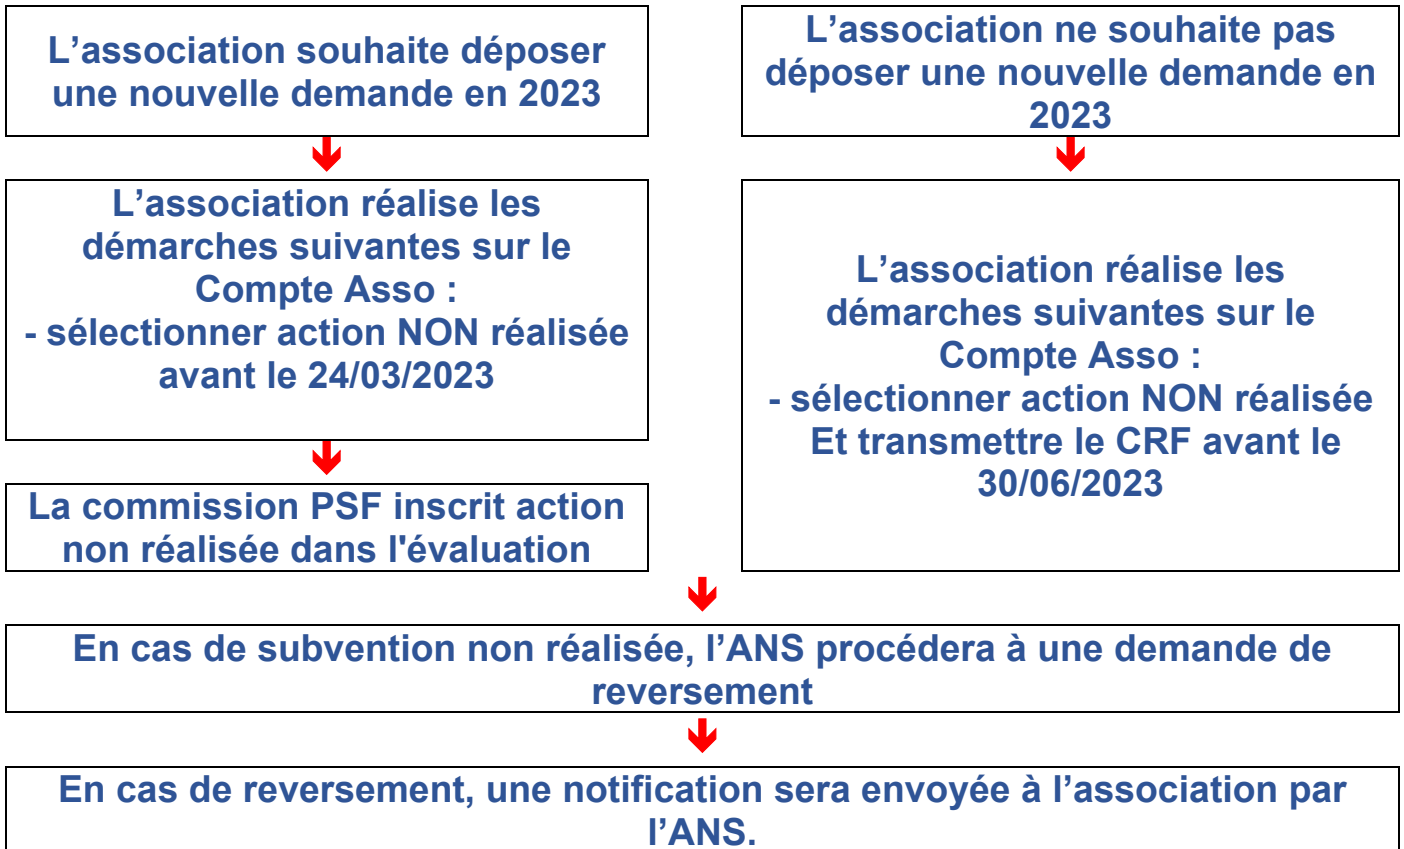 L’association souhaite déposer
une nouvelle demande en 2023
L’association ne souhaite pas
déposer une nouvelle demande en
2023
L’association réalise les
démarches suivantes sur le
Compte Asso :
- sélectionner action NON réalisée
avant le 24/03/2023
L’association réalise les
démarches suivantes sur le
Compte Asso :
- sélectionner action NON réalisée
Et transmettre le CRF avant le
30/06/2023
La commission PSF inscrit action
non réalisée dans l'évaluation
En cas de subvention non réalisée, l’ANS procédera à une demande de
reversement
En cas de reversement, une notification sera envoyée à l’association par
l’ANS.